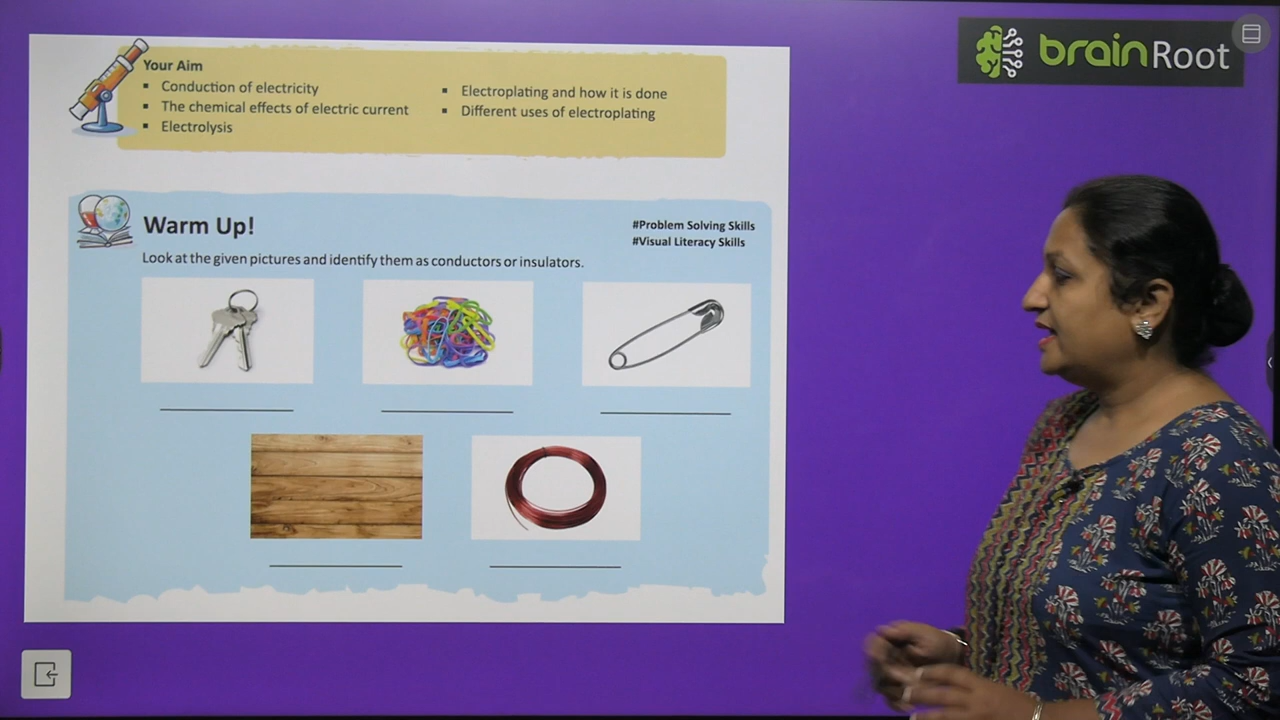 brainRoot
Your Aim
▪ Conduction of electricity
▪ The chemical effects of electric current
▪ Electrolysis
▪ Electroplating and how it is done
▪ Different uses of electroplating
Warm Up!
#Problem Solving Skills
#Visual Literacy Skills
Look at the given pictures and identify them as conductors or insulators.